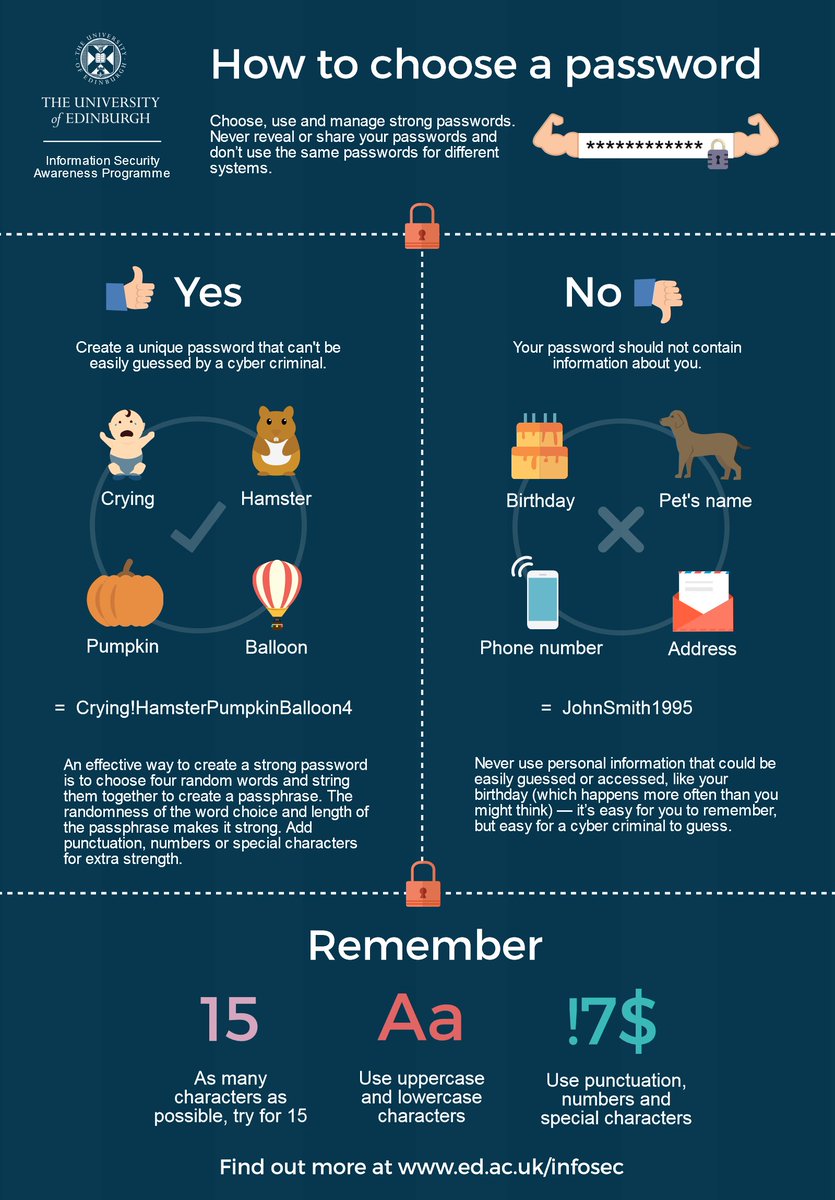 THE UNIVERSITY OF EDINBURGH
THE UNIVERSITY
of EDINBURGH
Information Security
Awareness Programme
How to choose a password
Choose, use and manage strong passwords.
Never reveal or share your passwords and
don't use the same passwords for different
systems.
************
Yes
Create a unique password that can't be
easily guessed by a cyber criminal.
Crying
Hamster
Pumpkin
Balloon
= Crying!HamsterPumpkinBalloon4
An effective way to create a strong password
is to choose four random words and string
them together to create a passphrase. The
randomness of the word choice and length of
the passphrase makes it strong. Add
punctuation, numbers or special characters
for extra strength.
No
Your password should not contain
information about you.
Birthday
Pet's name
Phone number
Address
= JohnSmith1995
Never use personal information that could be
easily guessed or accessed, like your
birthday (which happens more often than you
might think) — it's easy for you to remember,
but easy for a cyber criminal to guess.
Remember
15
As many
characters as
possible, try for 15
Aa
Use uppercase
and lowercase
characters
!7$
Use punctuation,
numbers and
special characters
Find out more at www.ed.ac.uk/infosec